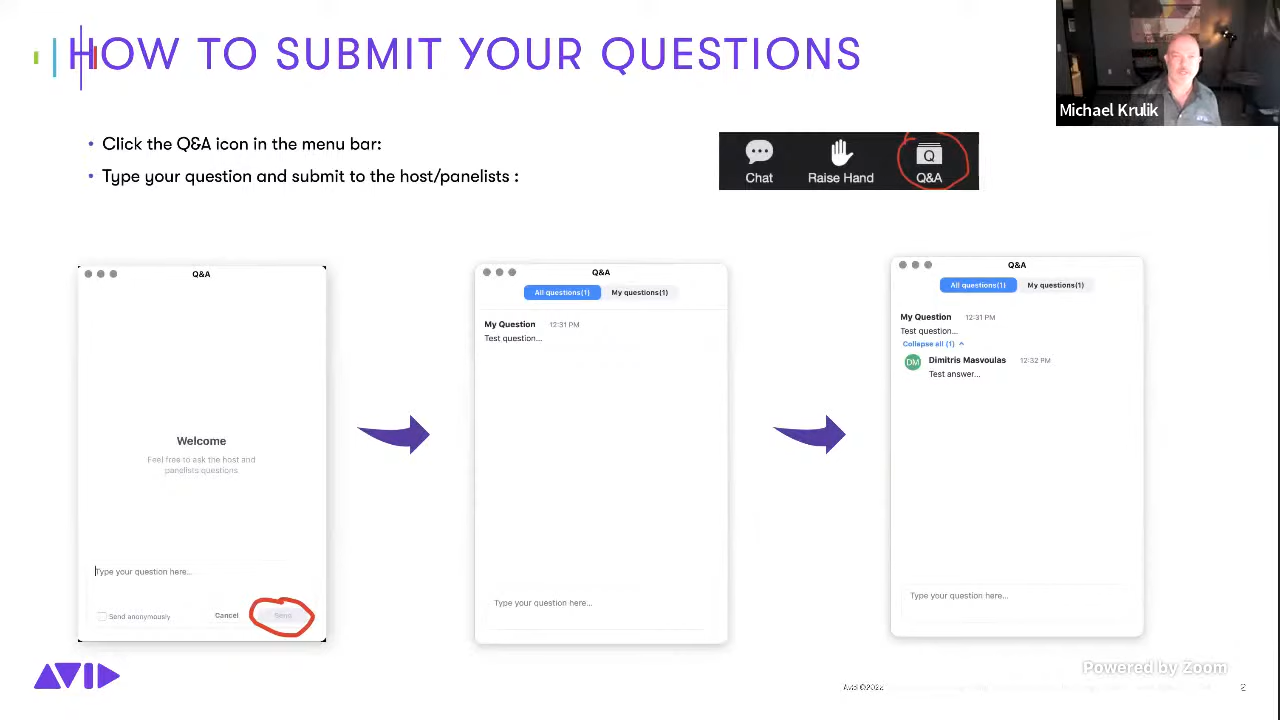 HOW TO SUBMIT YOUR QUESTIONS
Michael Krulik
• Click the Q&A icon in the menu bar:
• Type your question and submit to the host/panelists :
Chat
Raise Hand
Q
Q&A
Q&A
Welcome
Feel free to ask the host and
panelists questions
Type your question here...
Send anonymously
Cancel
Send
Q&A
All questions(1)
My questions(1)
My Question 12:31 PM
Test question...
Type your question here...
Q&A
All questions(1)
My questions(1)
My Question 12:31 PM
Test question...
Collapse all (1)
DM
Dimitris Masvoulas 12:32 PM
Test answer...
Type your question here...
AVID
Powered by Zoom
Avid ©2022
2